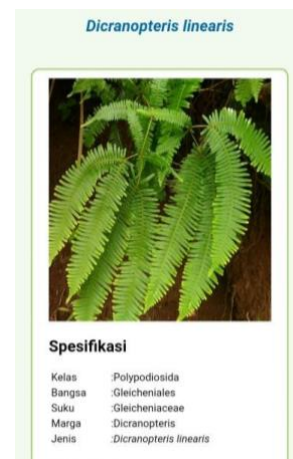 Dicranopteris linearis
Spesifikasi
Kelas :Polypodiosida
Bangsa :Gleicheniales
Suku :Gleicheniaceae
Marga :Dicranopteris
Jenis :Dicranopteris linearis